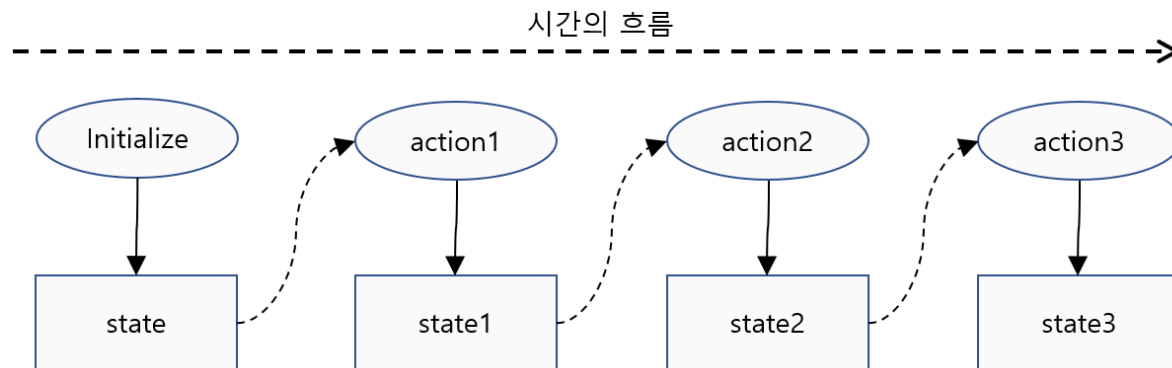 시간의 흐름
Initialize
action1
action2
action3
state
state1
state2
state3